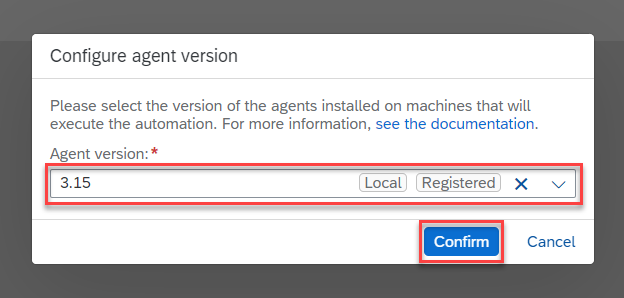 Configure agent version
Please select the version of the agents installed on machines that will
execute the automation. For more information, see the documentation.
Agent version:*
3.15 Local Registered
Confirm Cancel